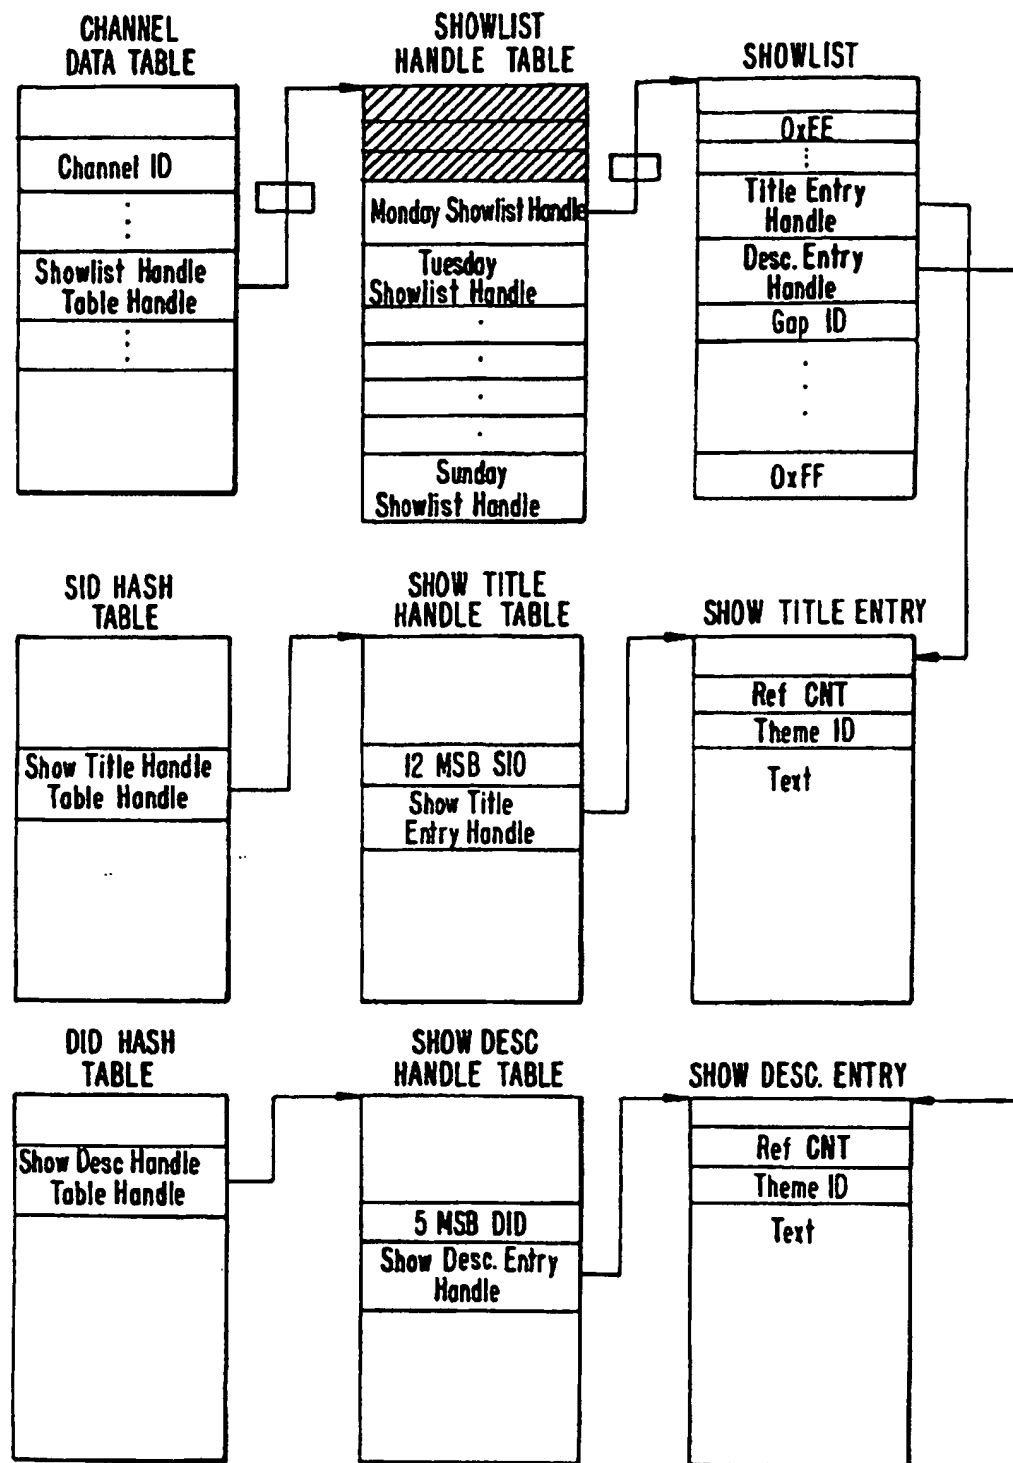 CHANNEL
DATA TABLE
Channel ID
Showlist Handle
Table Handle
SHOWLIST
HANDLE TABLE
Monday Showlist Handle
Tuesday
Showlist Handle
Sunday
Showlist Handle
SHOWLIST
0xFE
Title Entry
Handle
Desc. Entry
Handle
Gap ID
0xFF
SID HASH
TABLE
Show Title Handle
Table Handle
SHOW TITLE
HANDLE TABLE
12 MSB SIO
Show Title
Entry Handle
SHOW TITLE ENTRY
Ref CNT
Theme ID
Text
DID HASH
TABLE
Show Desc Handle
Table Handle
SHOW DESC
HANDLE TABLE
5 MSB DID
Show Desc. Entry
Handle
SHOW DESC. ENTRY
Ref CNT
Theme ID
Text